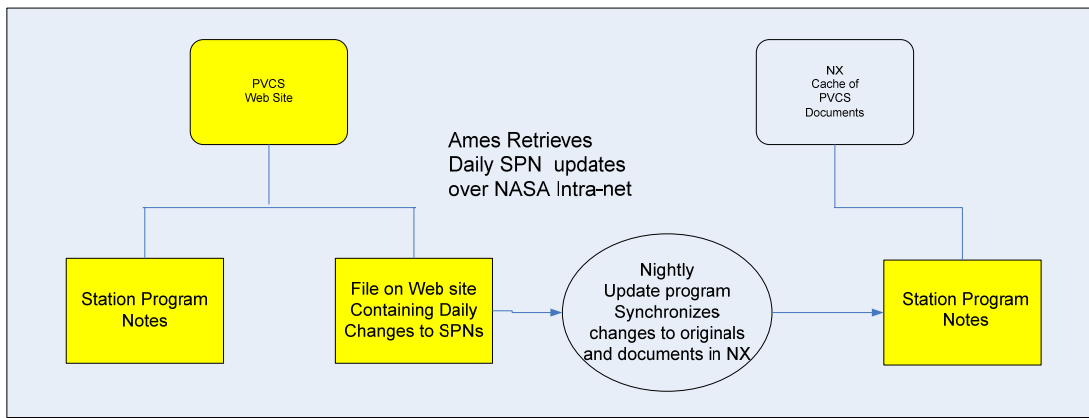 PVCS
Web Site
NX
Cache of
PVCS
Documents
Ames Retrieves
Daily SPN updates
over NASA Intra-net
Station Program
Notes
File on Web site
Containing Daily
Changes to SPNs
Nightly
Update program
Synchronizes
changes to originals
and documents in NX
Station Program
Notes